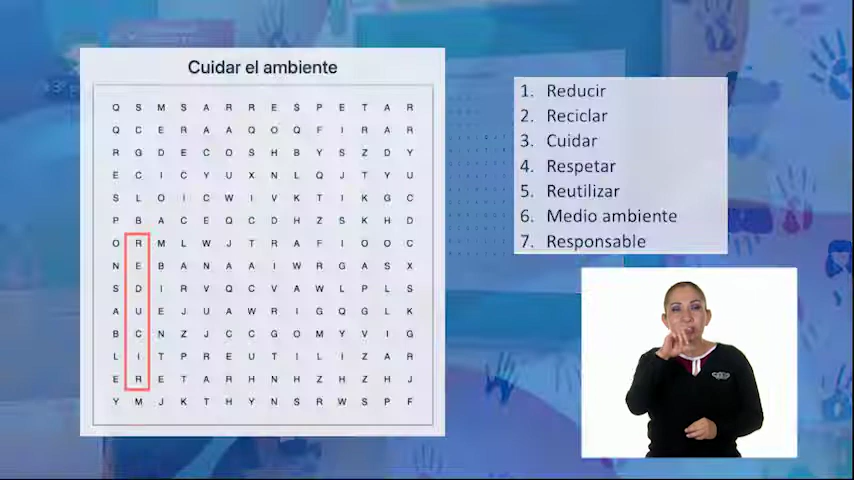 Cuidar el ambiente
Q S M S A R R E S P E T A R
Q C E R A A Q O Q F I R A R
R G D E C O S H B Y S Z D Y
E C I C Y U X N L Q J T Y U
S L O I C W I V K T I K G C
P B A C E Q C D H Z S K H D
O R M L W J T R A F I O O C
N E B A N A A I W R G A S X
S D I R V Q C V A W L P L S
A U E J U A W R I G Q G L K
B C N Z J C C G O M Y V I G
L I T P R E U T I L I Z A R
E R E T A R H N H Z H Z H J
Y M J K T H Y N S R W S P F
1. Reducir
2. Reciclar
3. Cuidar
4. Respetar
5. Reutilizar
6. Medio ambiente
7. Responsable